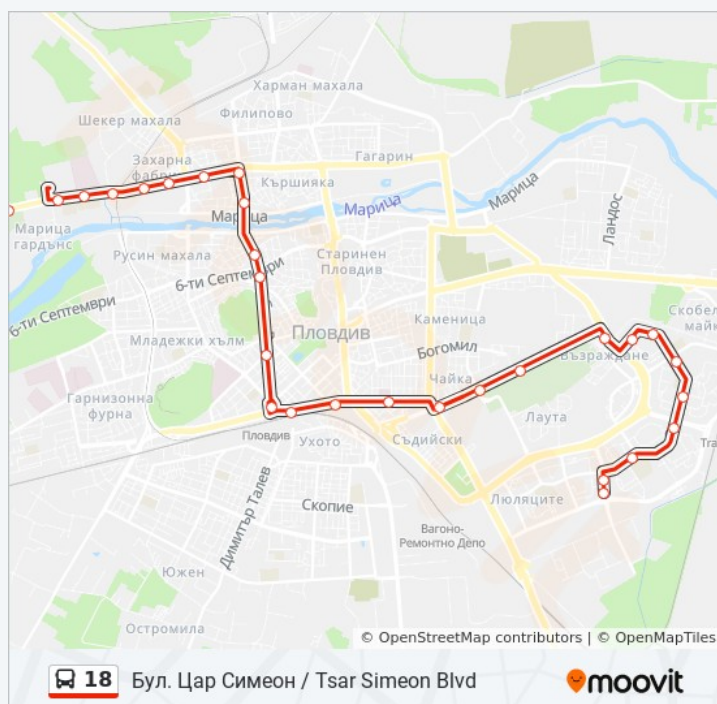 Харман махала
Шекер махала
Филипово
Захарна
фабри
Гагарин
Кършияка
Марица
Марица
Марица
Марица
гардънс
Ландос
Русин махала
Старинен
Пловдив
6-ти Септември
6-ти Септември
Скобел
май
Пловдив
Каменица
Младежки хълм
Богомил
Възраждане
Чайка
Гарнизонна
фурна
Лаута
Пловдив
Ухото
Съдийски
Tra
Димитър Талев
Скопие
Люляците
Вагоно-
Ремонтно Депо
Южен
Остромила
© OpenStreetMap contributors | © OpenMapTiles
18 Бул. Цар Симеон / Tsar Simeon Blvd
moovit